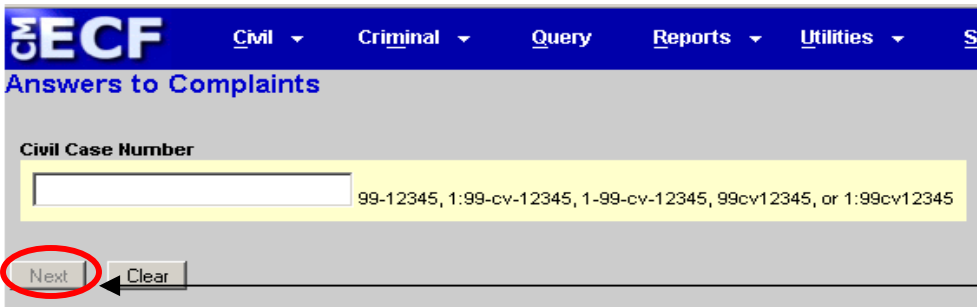 CM ECF Civil Criminal Query Reports Utilities S
Answers to Complaints
Civil Case Number
99-12345, 1:99-cv-12345, 1-99-cv-12345, 99cv12345, or 1:99cv12345
Next Clear